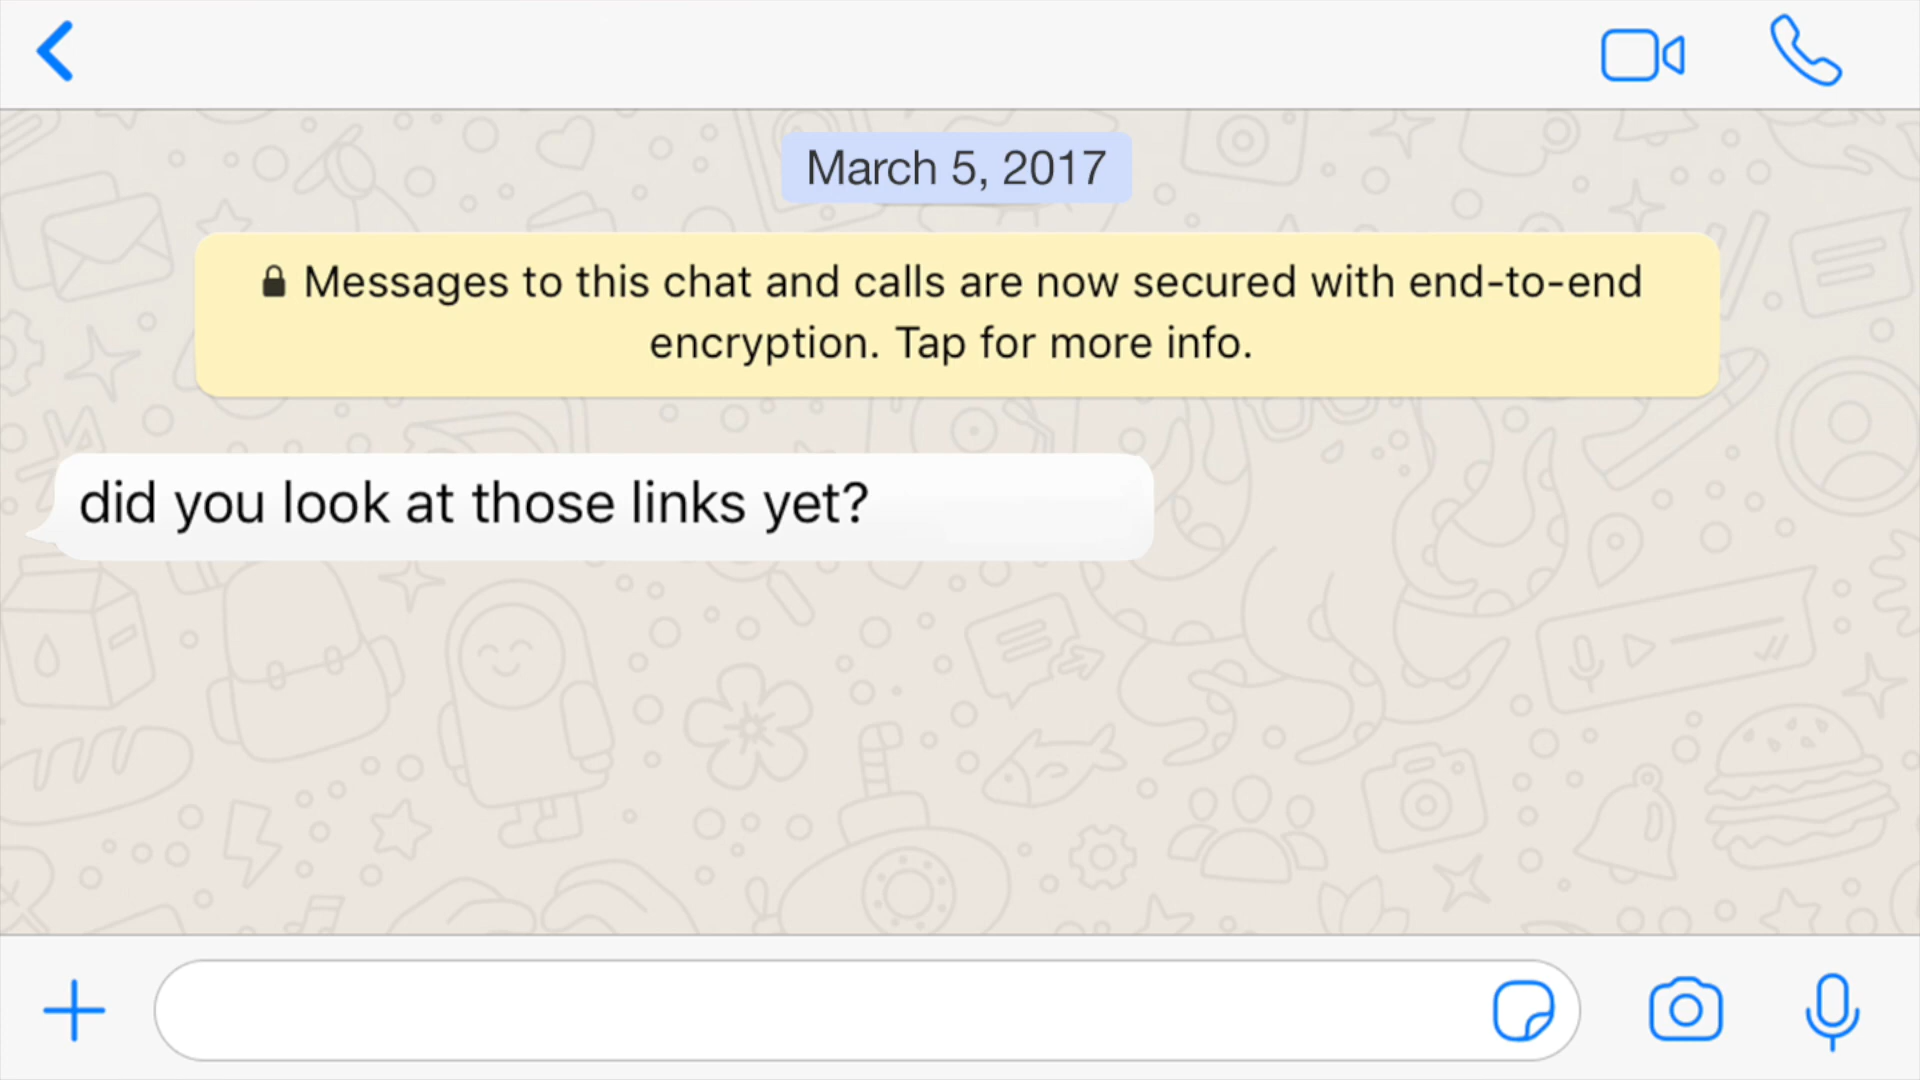 March 5, 2017
Messages to this chat and calls are now secured with end-to-end
encryption. Tap for more info.
did you look at those links yet?